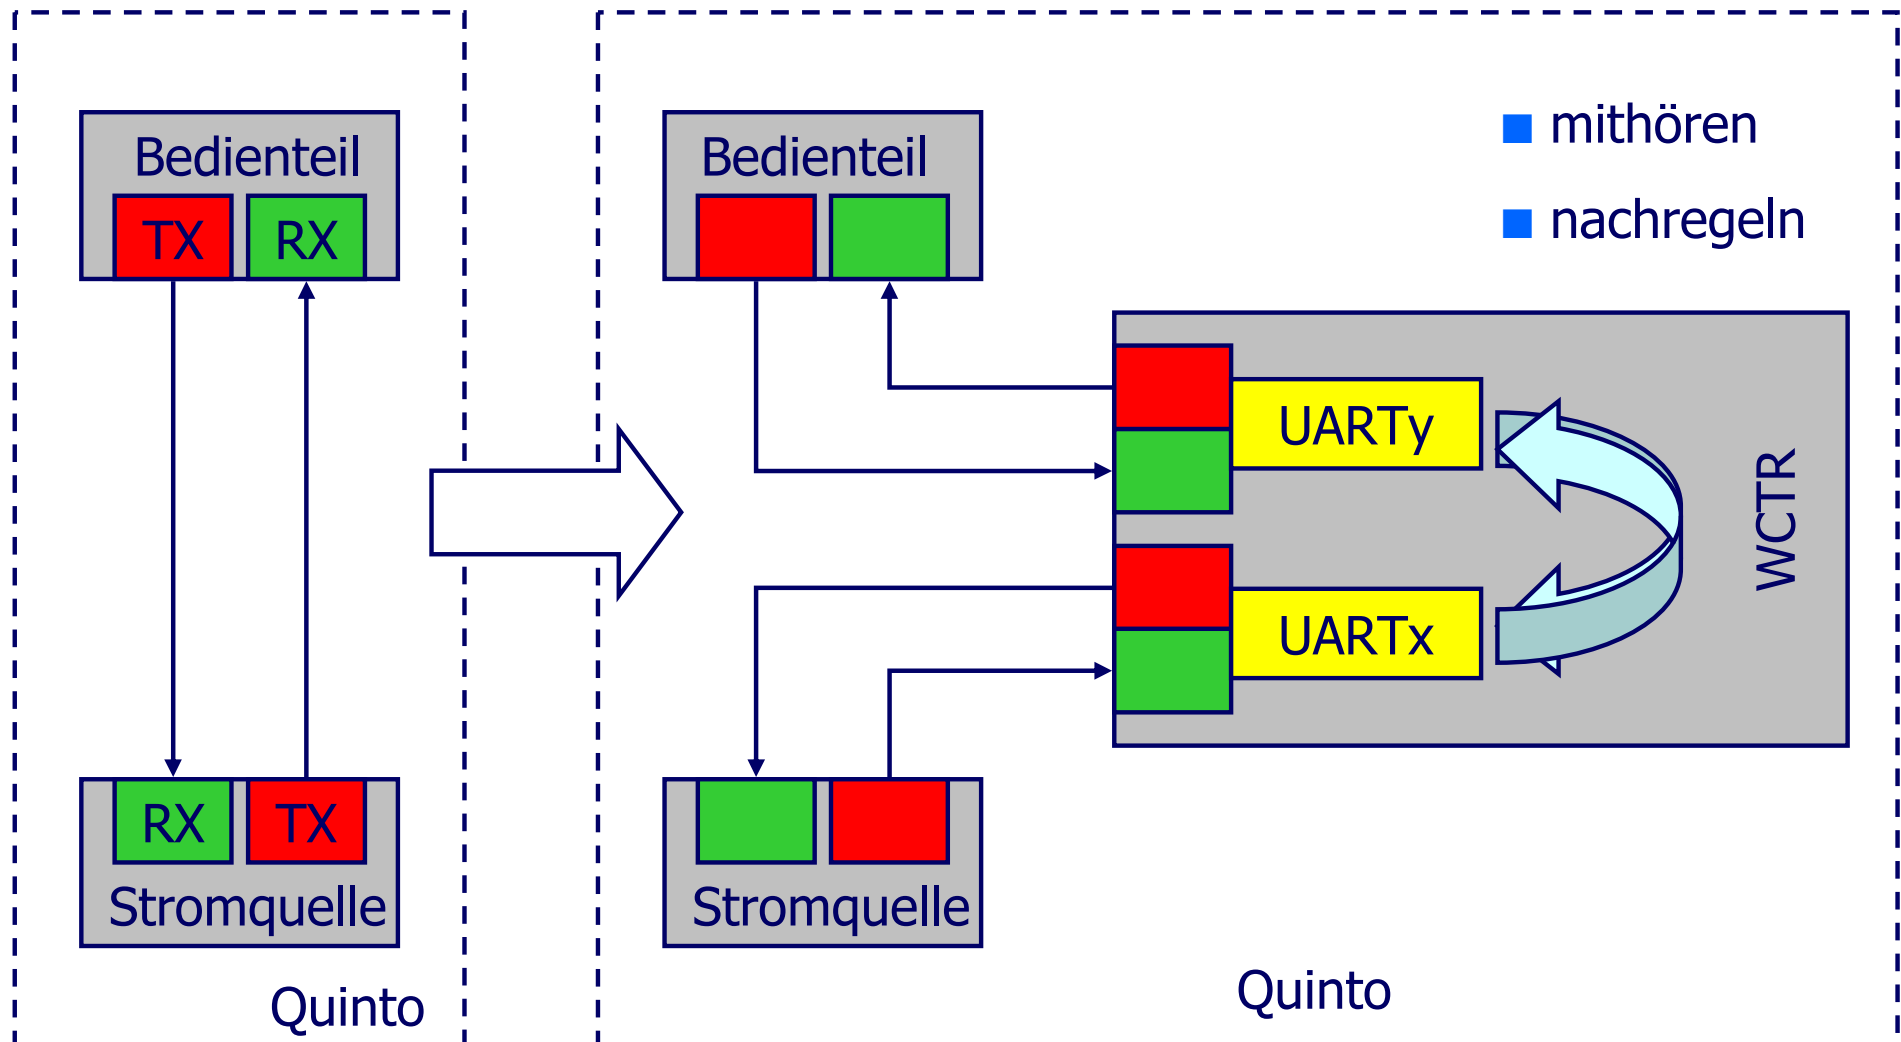 Bedienteil
TX RX
RX TX
Stromquelle
Quinto
Bedienteil
mithören
nachregeln
UARTy
UARTx
WCTR
Stromquelle
Quinto